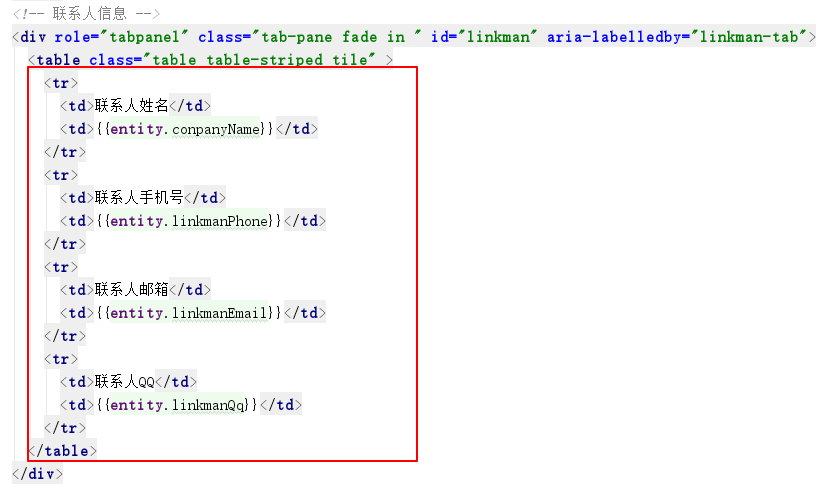 <!-- 联系人信息 -->
<div role="tabpanel" class="tab-pane fade in " id="linkman" aria-labelledby="linkman-tab">
<table class="table table-striped tile" >
<tr>
<td>联系人姓名</td>
<td>{{entity.conpanyName}}</td>
</tr>
<tr>
<td>联系人手机号</td>
<td>{{entity.linkmanPhone}}</td>
</tr>
<tr>
<td>联系人邮箱</td>
<td>{{entity.linkmanEmail}}</td>
</tr>
<tr>
<td>联系人QQ</td>
<td>{{entity.linkmanQq}}</td>
</tr>
</table>
</div>